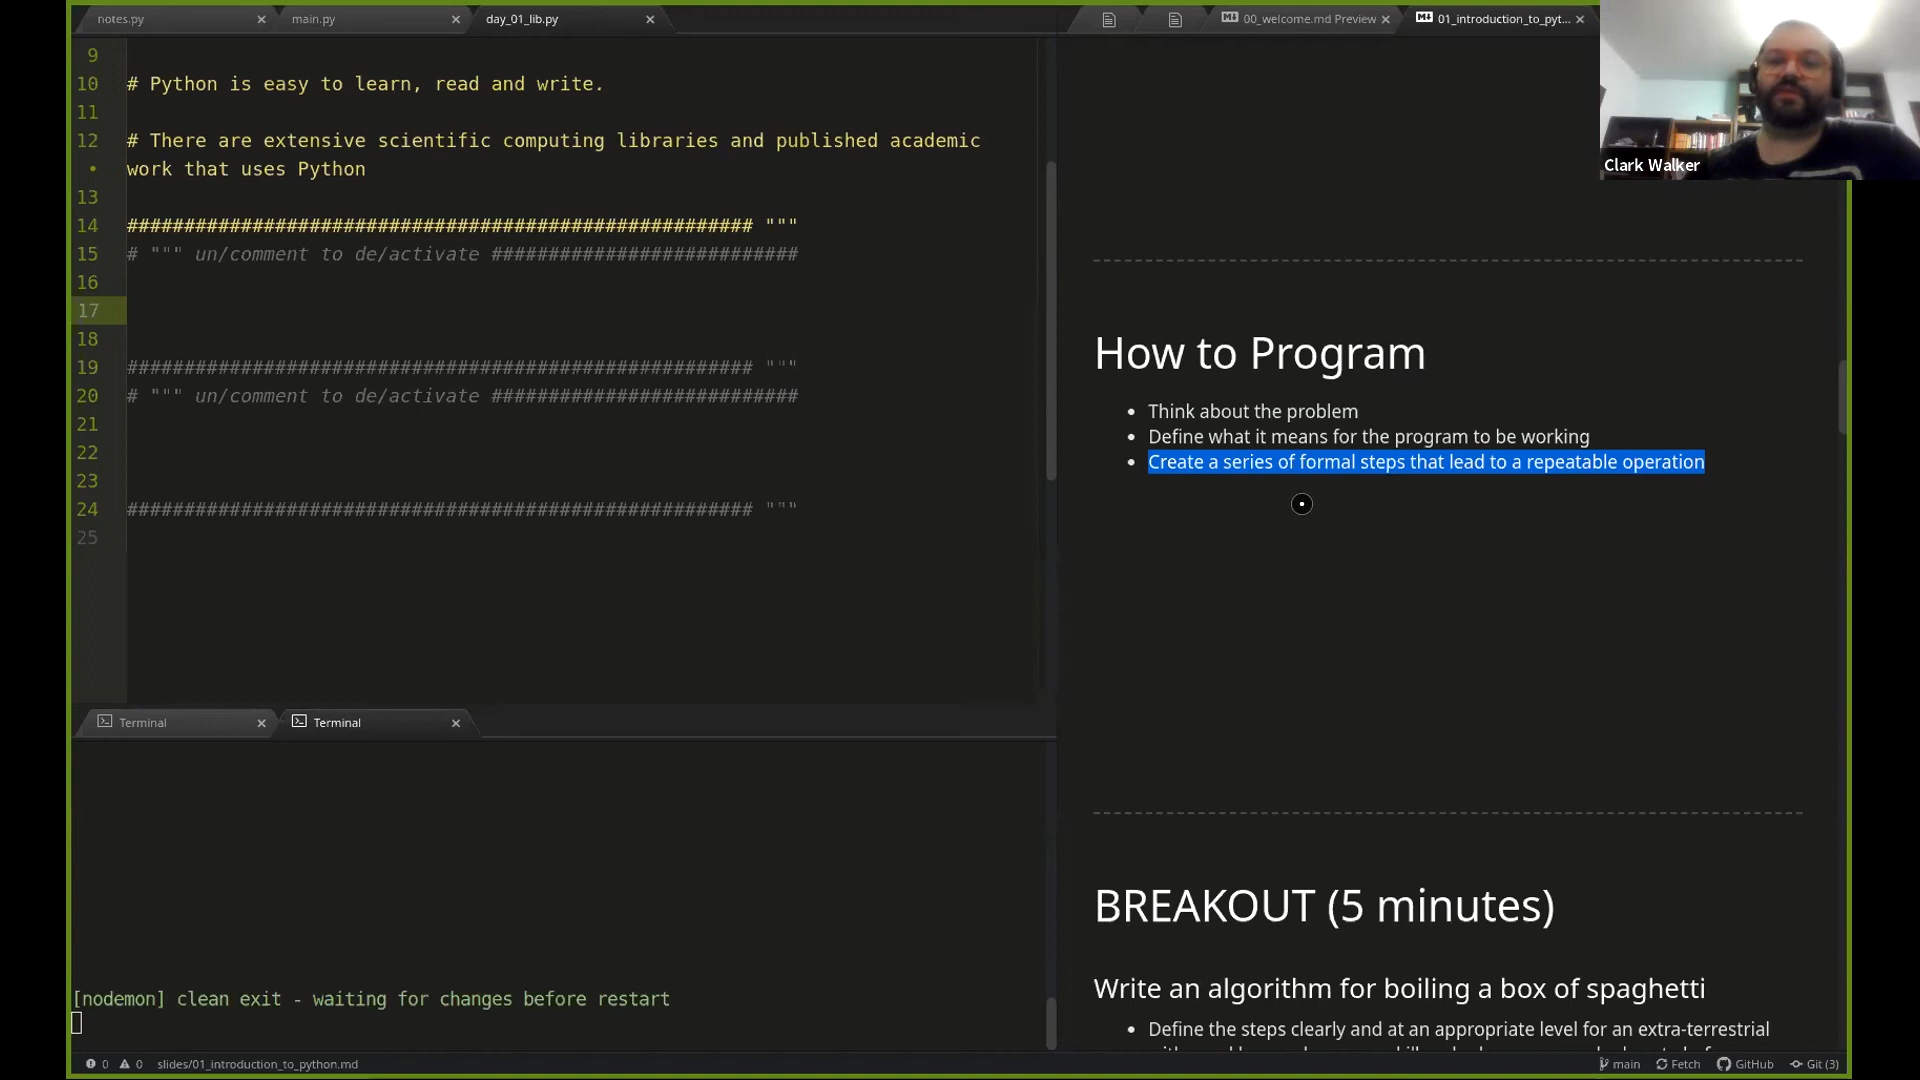 notes.py
main.py
day_01_lib.py
00_welcome.md Preview
01_introduction_to_pyt...
Clark Walker
9
10 # Python is easy to learn, read and write.
11
12 # There are extensive scientific computing libraries and published academic
• work that uses Python
13
14 ####################################################### """
15 # """ un/comment to de/activate ###########################
16
17
18
19 ####################################################### """
20 # """ un/comment to de/activate ###########################
21
22
23
24 ####################################################### """
25
How to Program
• Think about the problem
• Define what it means for the program to be working
• Create a series of formal steps that lead to a repeatable operation
BREAKOUT (5 minutes)
Write an algorithm for boiling a box of spaghetti
• Define the steps clearly and at an appropriate level for an extra-terrestrial
Terminal
Terminal
[nodemon] clean exit - waiting for changes before restart
0 0 slides/01_introduction_to_python.md
main Fetch GitHub Git (3)